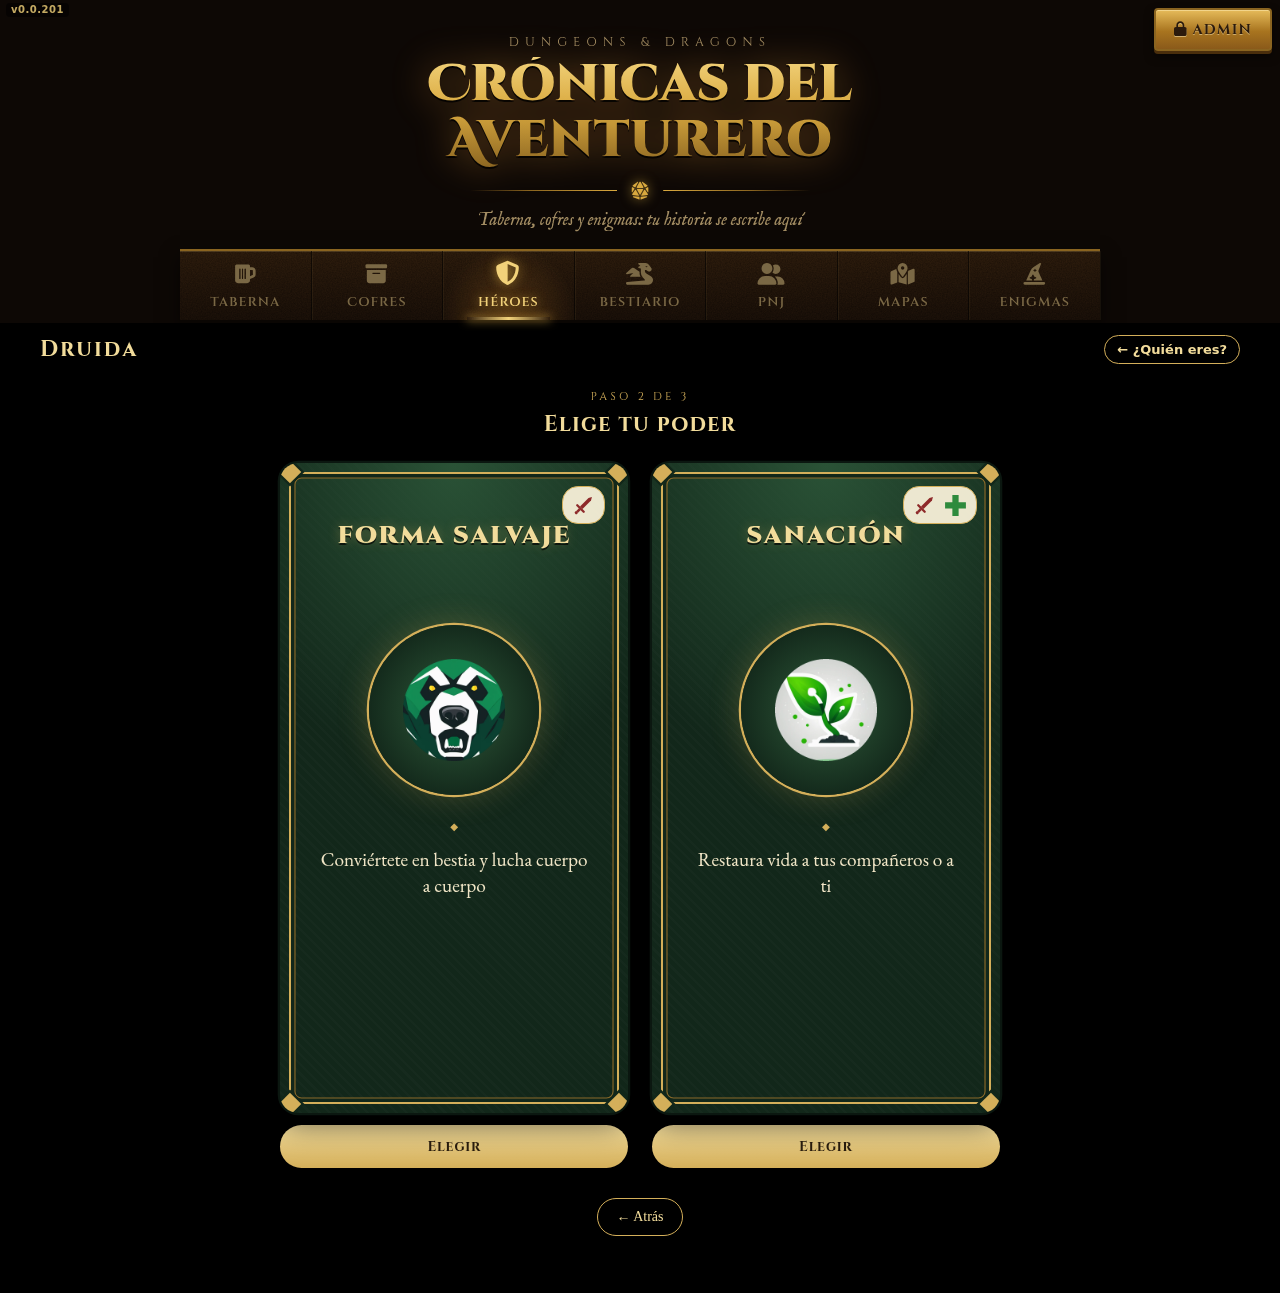 v0.0.201
ADMIN
DUNGEONS & DRAGONS
CRÓNICAS DEL
AVENTURERO
Taberna, cofres y enigmas: tu historia se escribe aquí
TABERNA
COFRES
HÉROES
BESTIARIO
PNJ
MAPAS
ENIGMAS
DRUIDA
← ¿Quién eres?
PASO 2 DE 3
ELIGE TU PODER
FORMA SALVAJE
Conviértete en bestia y lucha cuerpo
a cuerpo
ELEGIR
SANACIÓN
Restaura vida a tus compañeros o a
ti
ELEGIR
← Atrás